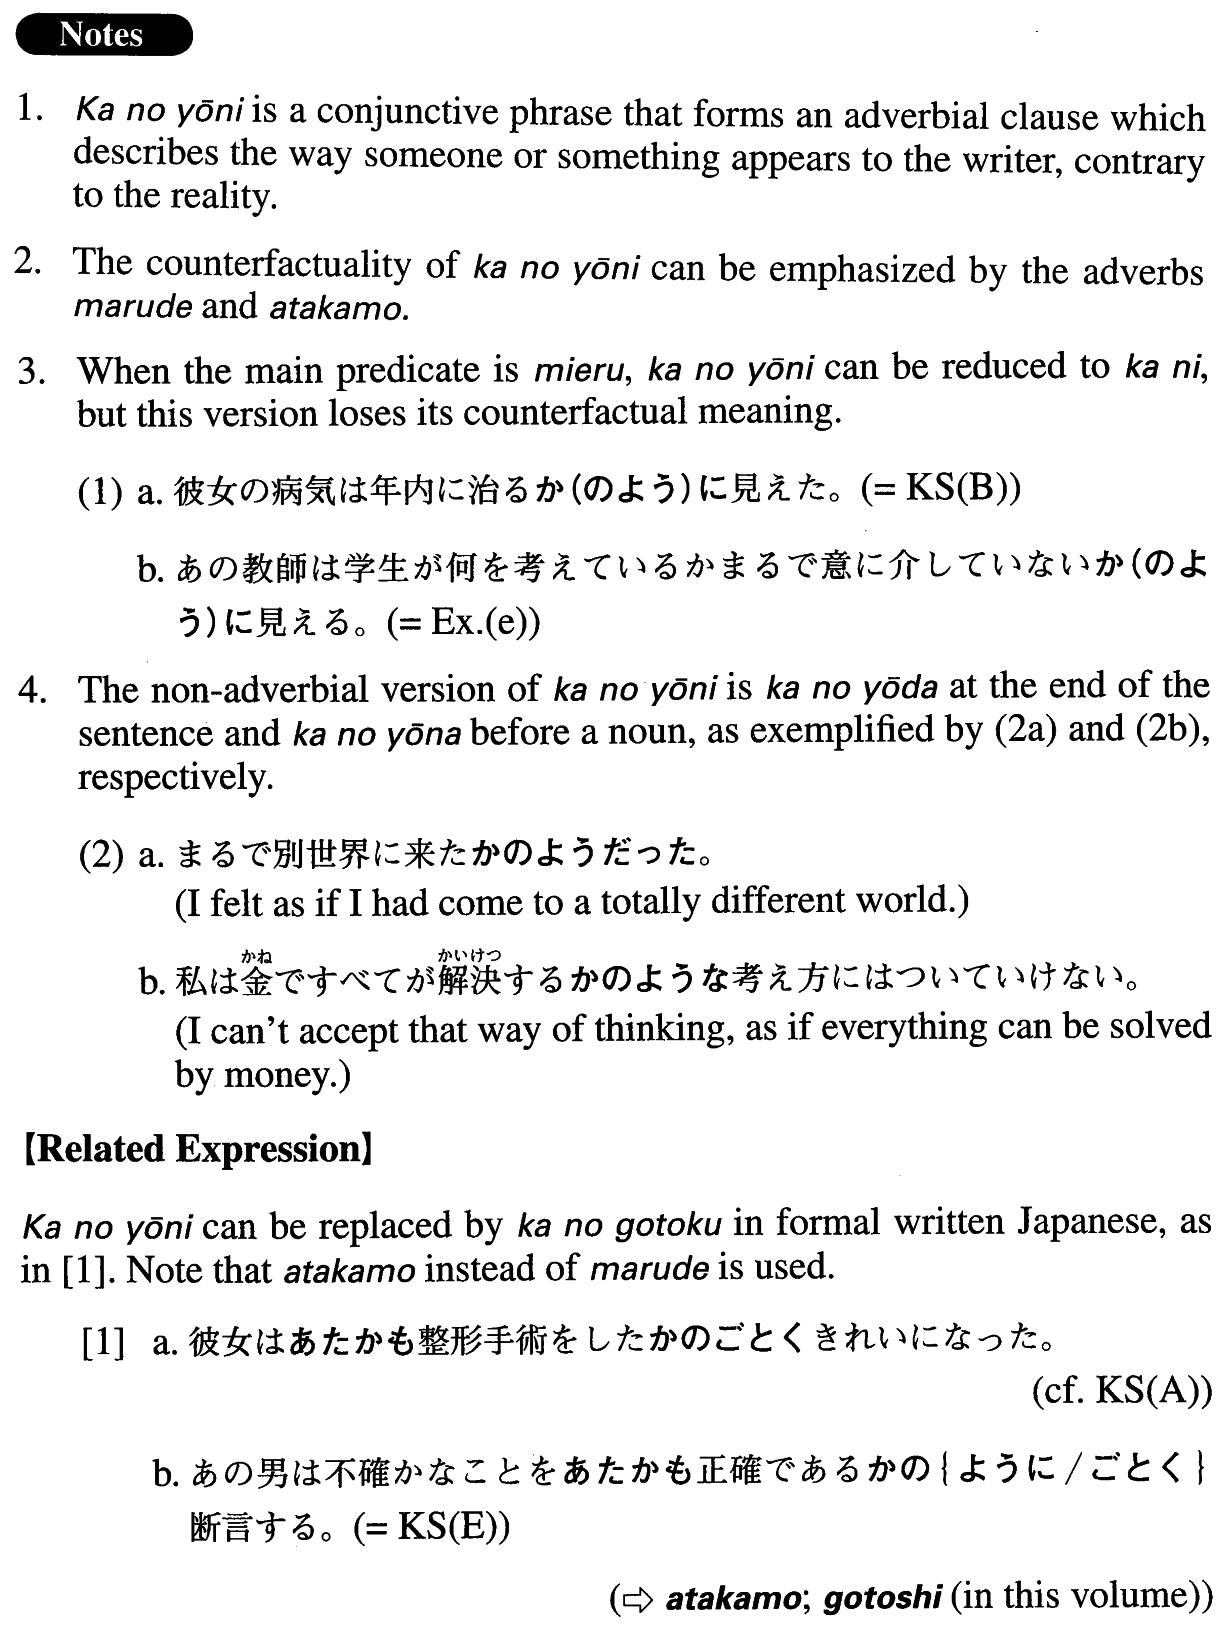 Notes
1. Ka no yōni is a conjunctive phrase that forms an adverbial clause which
describes the way someone or something appears to the writer, contrary
to the reality.
2. The counterfactuality of ka no yōni can be emphasized by the adverbs
marude and atakamo.
3. When the main predicate is mieru, ka no yōni can be reduced to ka ni,
but this version loses its counterfactual meaning.
(1) a. 彼女の病気は年内に治るか(のよう)に見えた。(= KS(B))
b. あの教師は学生が何を考えているかまるで意に介していないか(のよ
う)に見える。(= Ex.(e))
4. The non-adverbial version of ka no yōni is ka no yōda at the end of the
sentence and ka no yōna before a noun, as exemplified by (2a) and (2b),
respectively.
(2) a. まるで別世界に来たかのようだった。
(I felt as if I had come to a totally different world.)
かね かいけつ
b. 私は金ですべてが解決するかのような考え方にはついていけない。
(I can't accept that way of thinking, as if everything can be solved
by money.)
【Related Expression】
Ka no yōni can be replaced by ka no gotoku in formal written Japanese, as
in [1]. Note that atakamo instead of marude is used.
[1] a. 彼女はあたかも整形手術をしたかのごとくきれいになった。
(cf. KS(A))
b. あの男は不確かなことをあたかも正確であるかの{ように/ごとく}
断言する。(= KS(E))
(⇨ atakamo; gotoshi (in this volume))